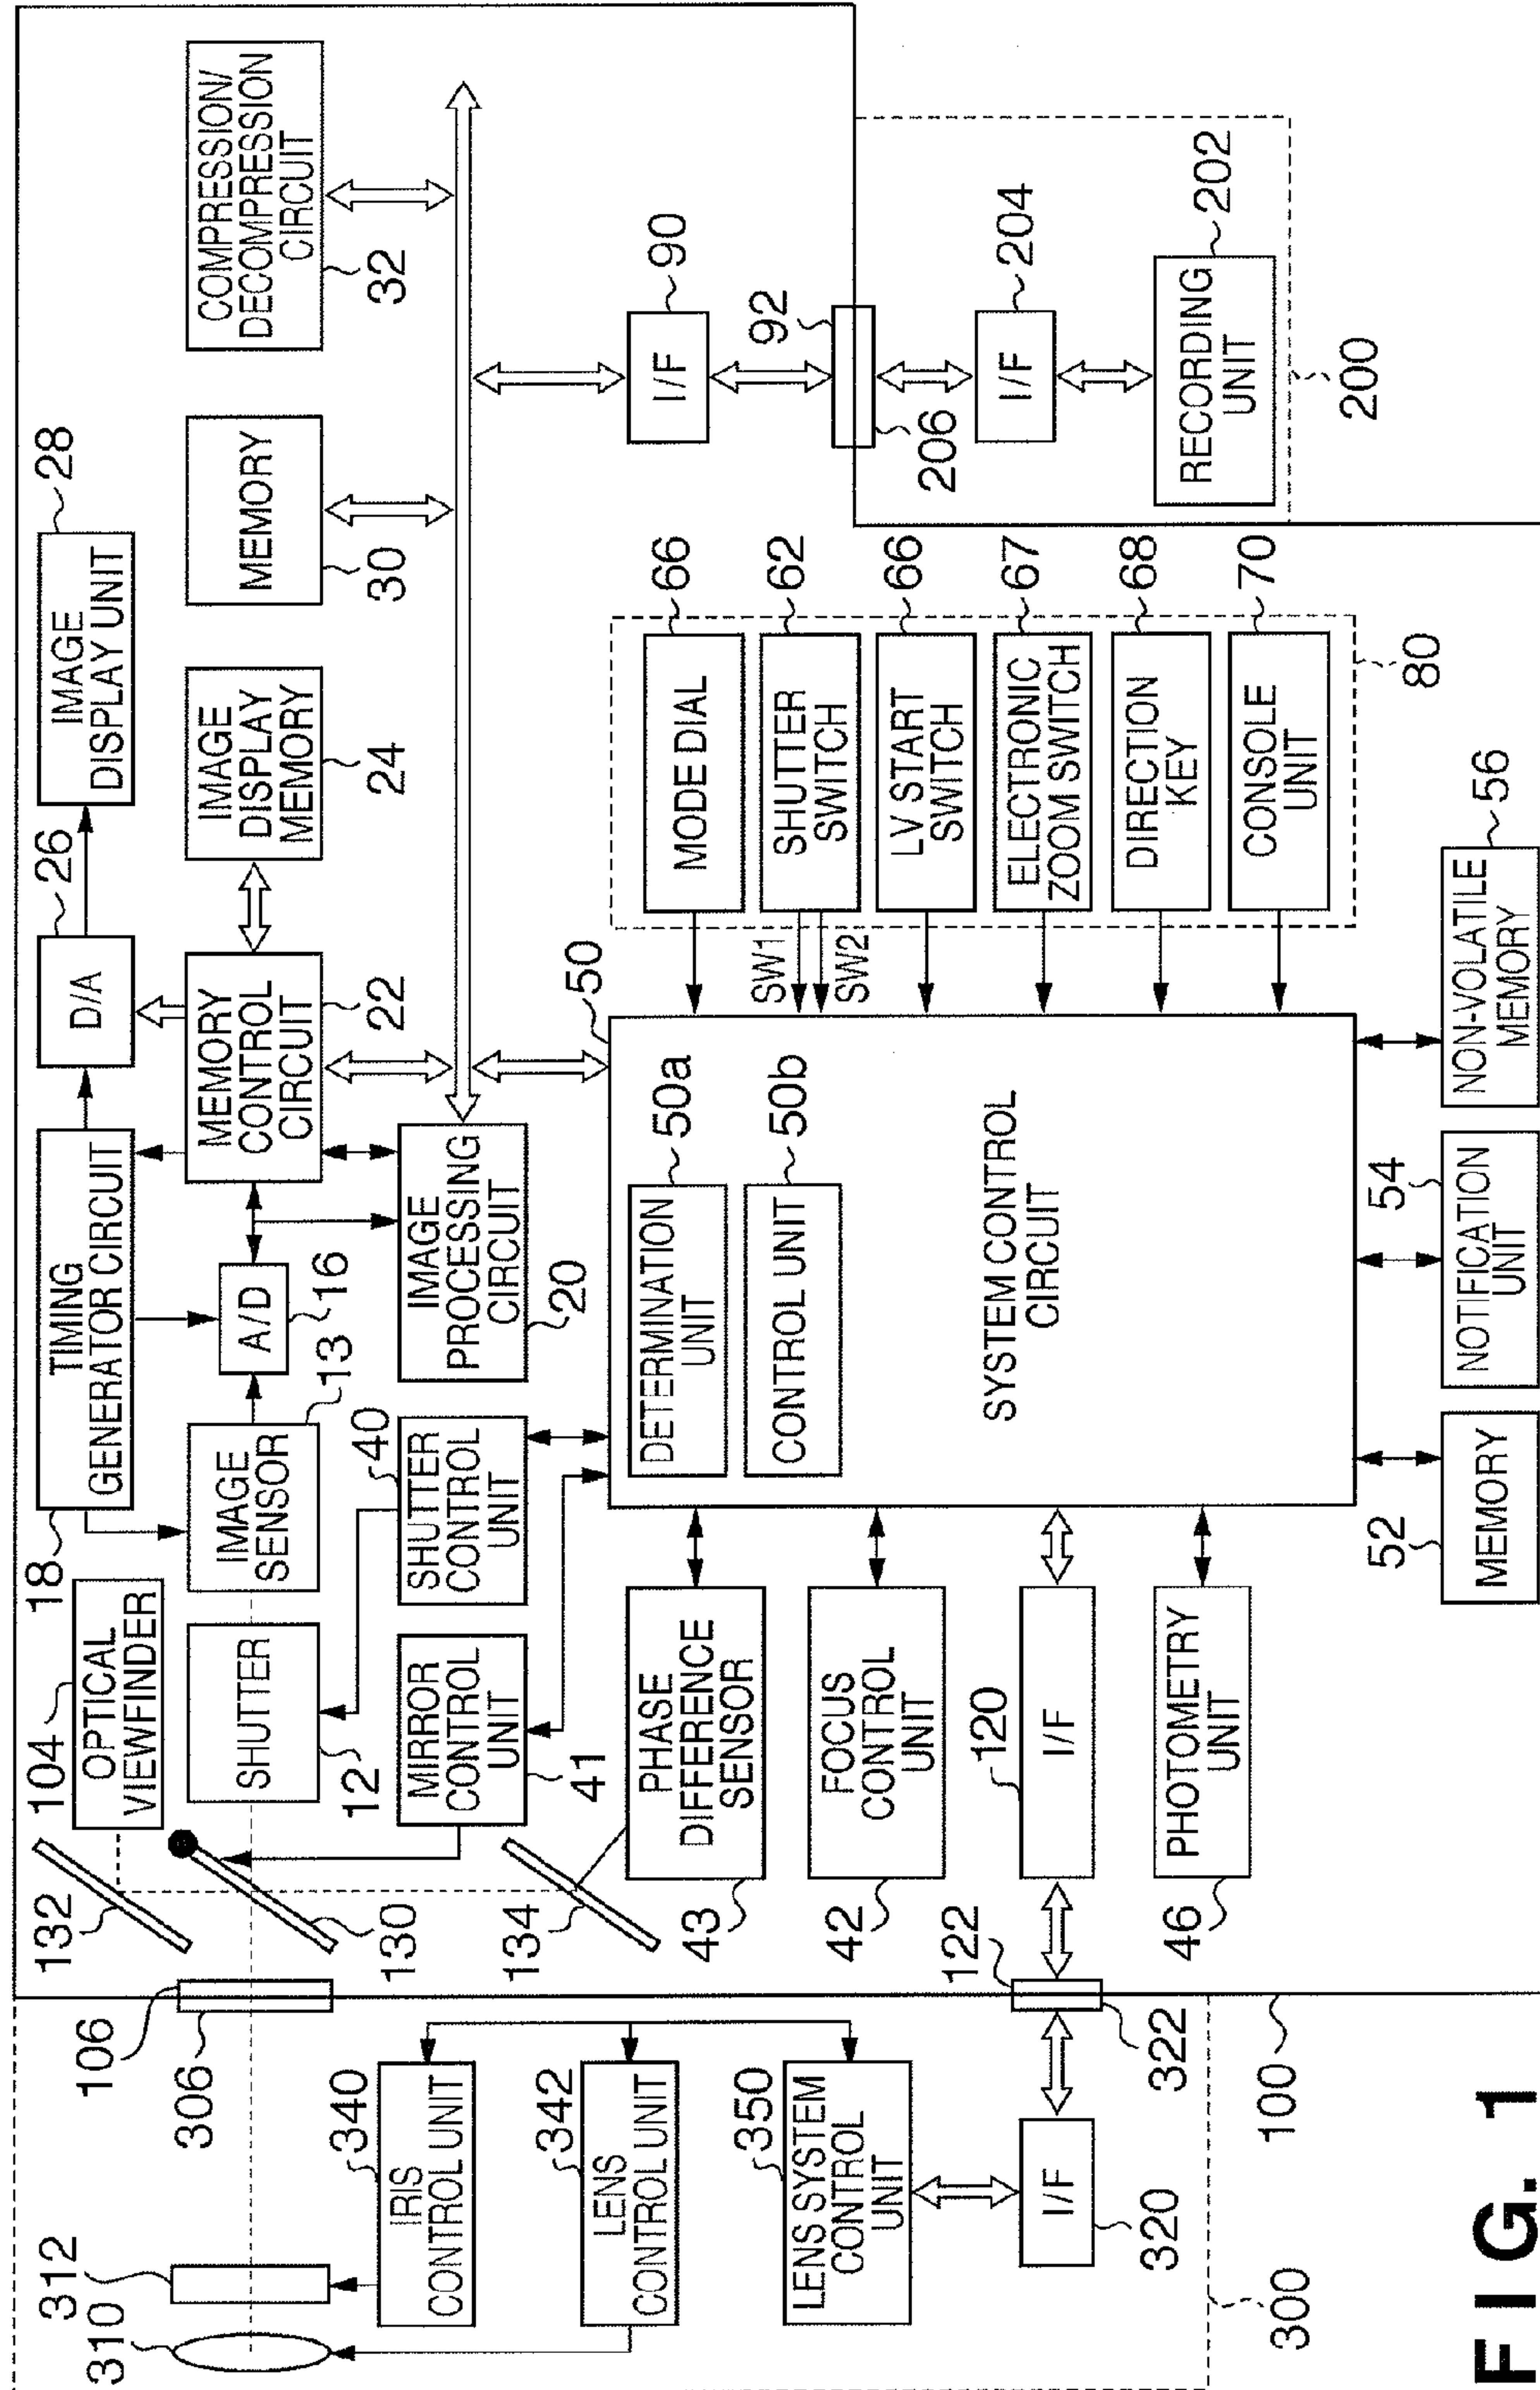 312
310
106
306
340
IRIS
CONTROL UNIT
342
LENS
CONTROL UNIT
350
LENS SYSTEM
CONTROL
UNIT
I/F
320
322
122
100
300
132
130
134
104
OPTICAL
VIEWFINDER
SHUTTER
12
MIRROR
CONTROL
UNIT
41
40
SHUTTER
CONTROL
UNIT
PHASE
DIFFERENCE
SENSOR
43
FOCUS
CONTROL
UNIT
42
120
I/F
PHOTOMETRY
UNIT
46
18
TIMING
GENERATOR CIRCUIT
IMAGE
SENSOR
13
A/D
16
IMAGE
PROCESSING
CIRCUIT
20
26
D/A
MEMORY
CONTROL
CIRCUIT
22
28
IMAGE
DISPLAY UNIT
IMAGE
DISPLAY
MEMORY
24
MEMORY
30
COMPRESSION/
DECOMPRESSION
CIRCUIT
32
50
DETERMINATION
UNIT
50a
CONTROL UNIT
50b
SYSTEM CONTROL
CIRCUIT
52
MEMORY
54
NOTIFICATION
UNIT
56
NON-VOLATILE
MEMORY
SW1
SW2
MODE DIAL
66
SHUTTER
SWITCH
62
LV START
SWITCH
66
ELECTRONIC
ZOOM SWITCH
67
DIRECTION
KEY
68
CONSOLE
UNIT
70
80
I/F
90
92
206
I/F
204
RECORDING
UNIT
202
200
FIG. 1